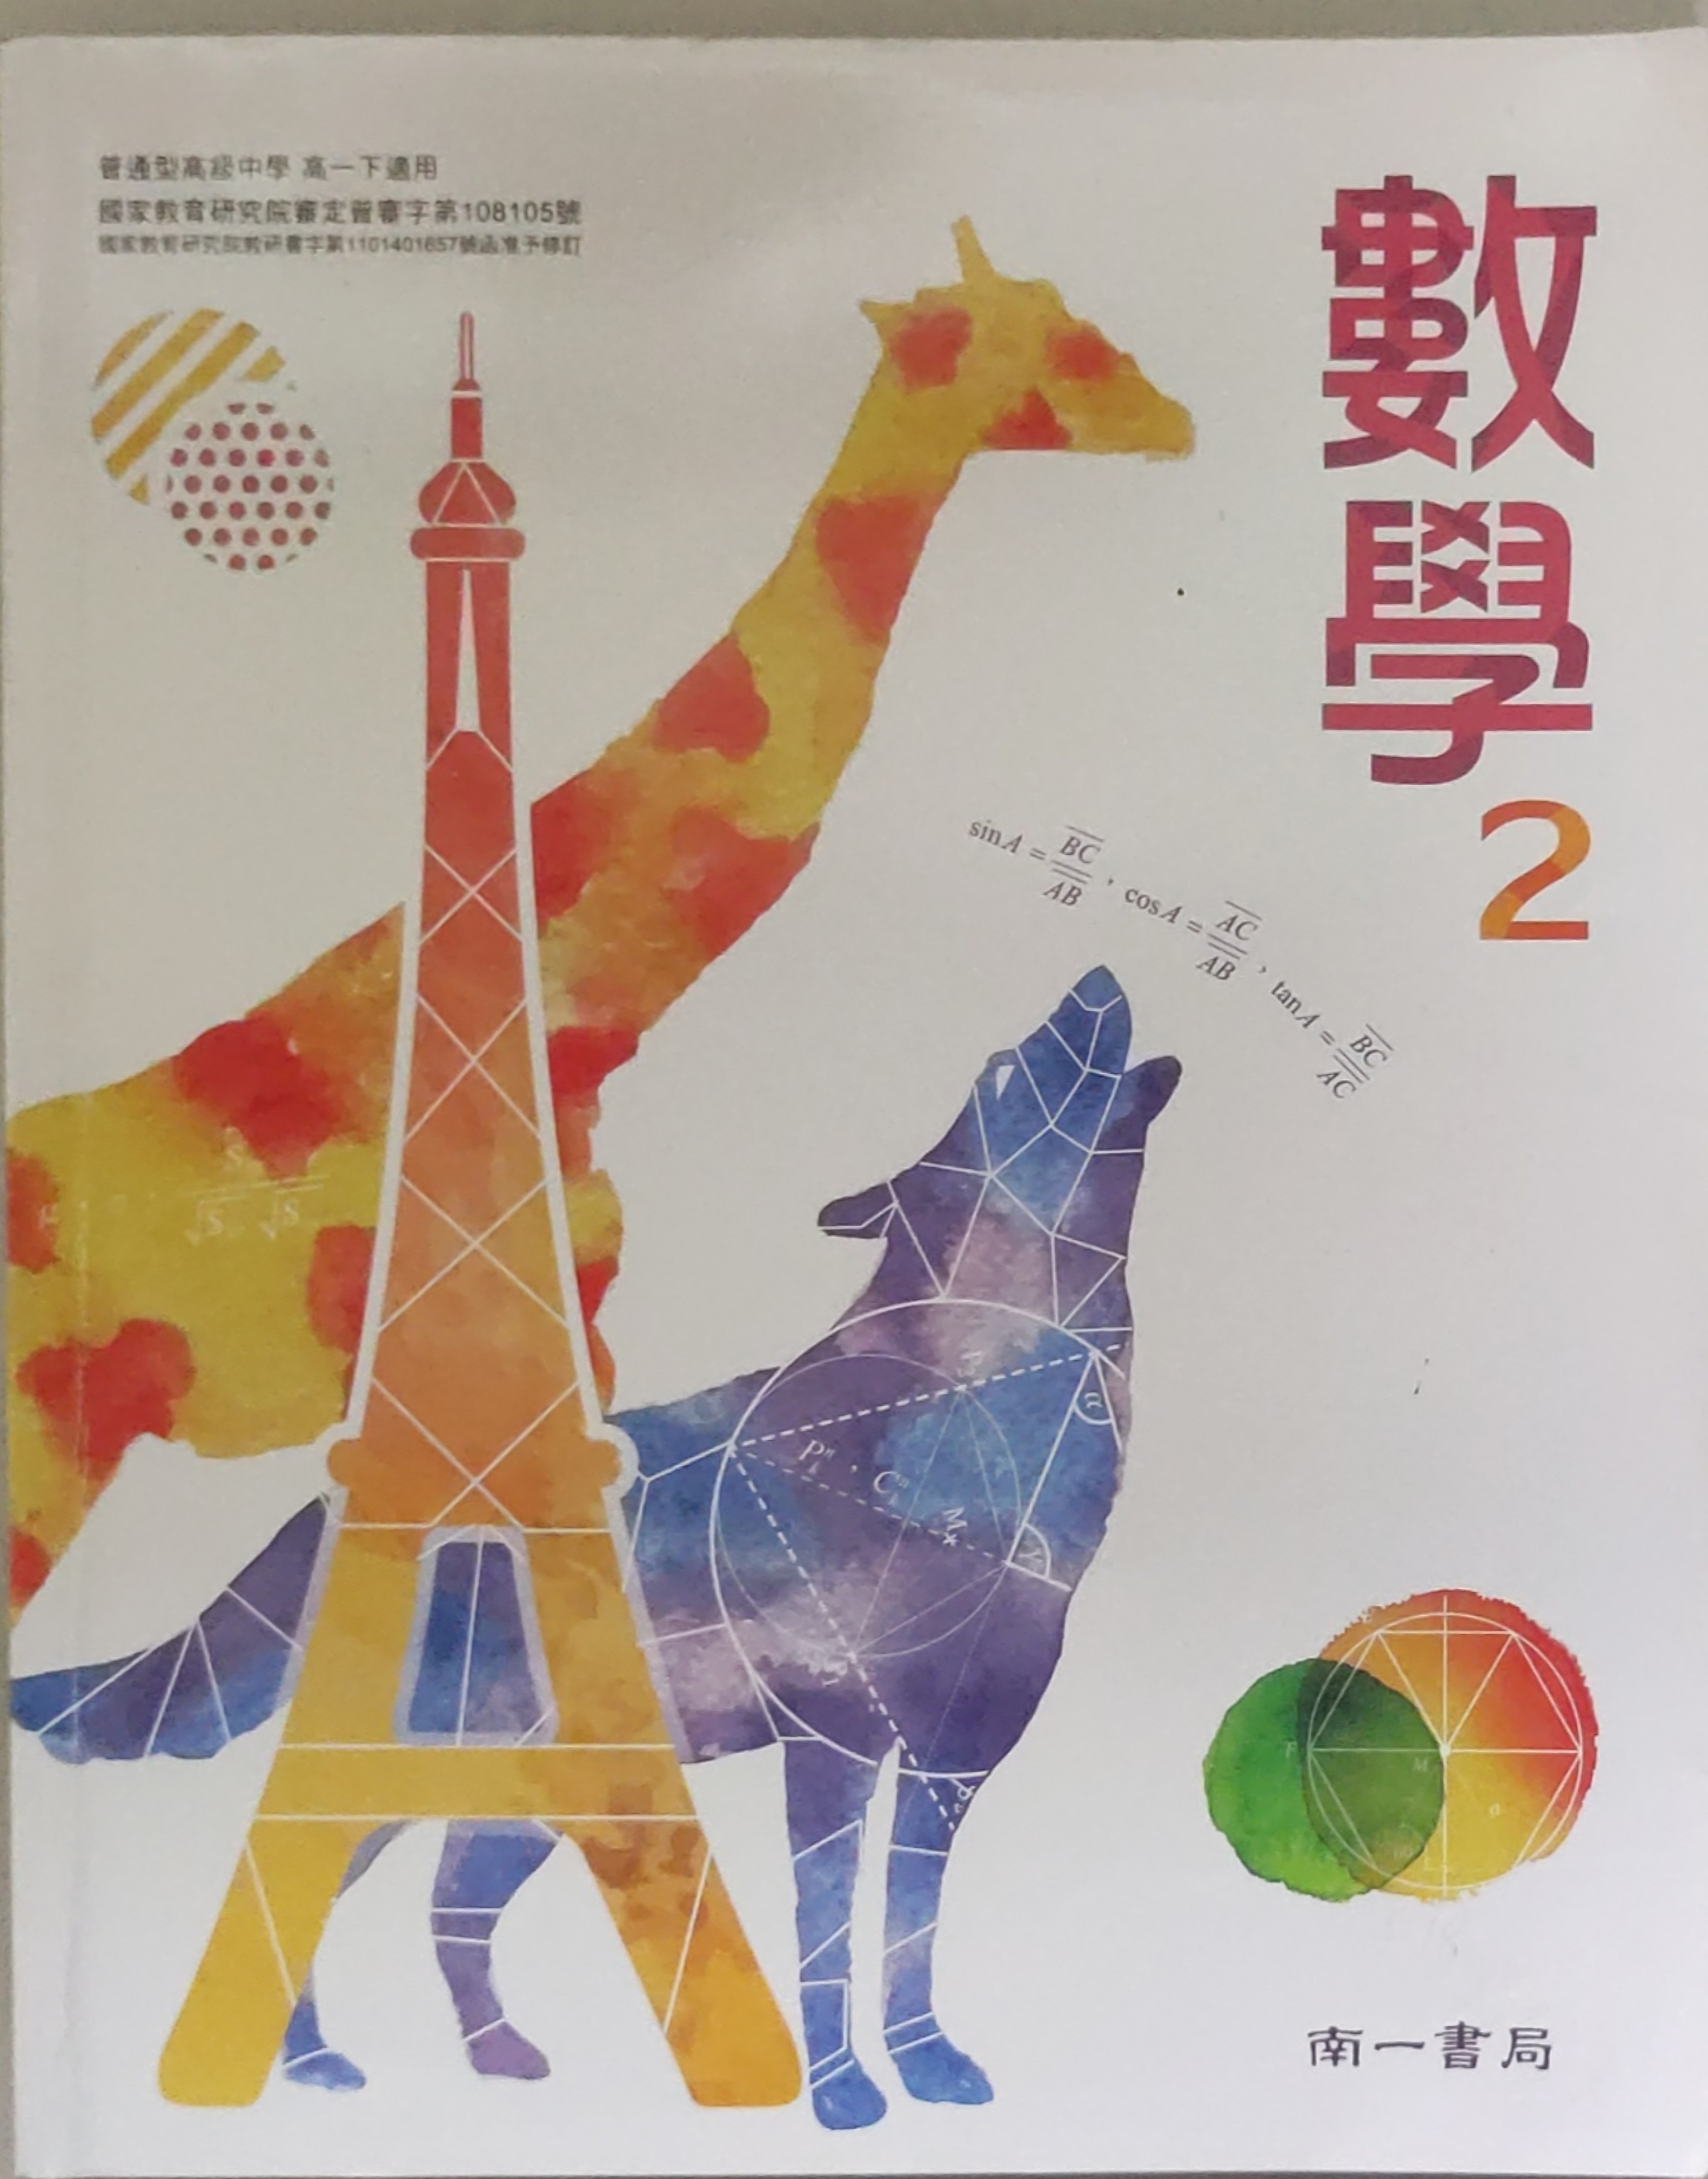 普通型高級中學 高一下適用
國家教育研究院審定普審字第108105號
國家教育研究院教研審字第1101401657號函准予修訂
數學
2
sinA = BC/AB , cosA = AC/AB , tanA = BC/AC
S
√S √S
P , C
M
α
γ
M
南一書局